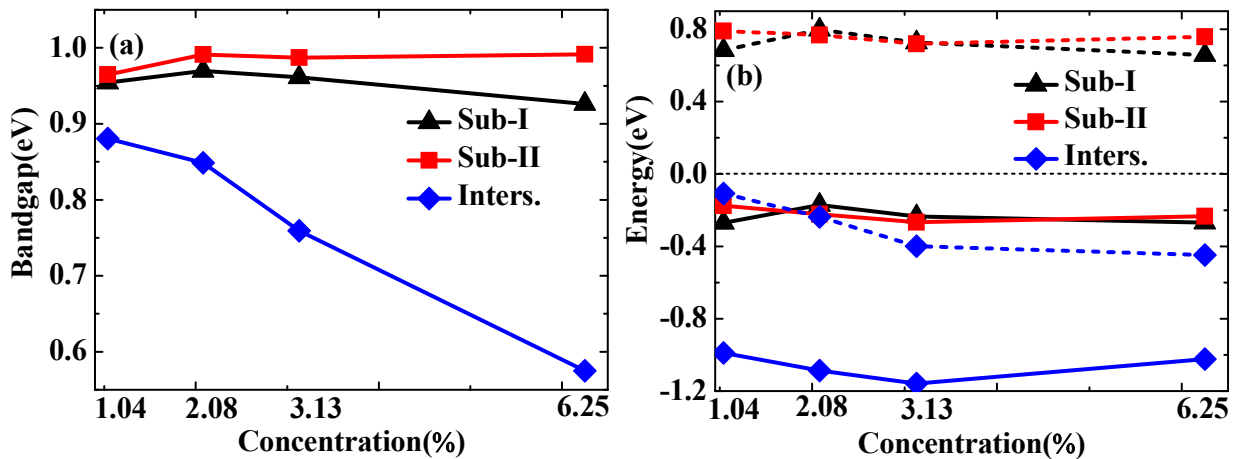 (a)
1.0
0.9
0.8
0.7
0.6
Bandgap(eV)
Sub-I
Sub-II
Inters.
1.04 2.08 3.13 6.25
Concentration(%)
(b)
0.8
0.4
0.0
-0.4
-0.8
-1.2
Energy(eV)
Sub-I
Sub-II
Inters.
1.04 2.08 3.13 6.25
Concentration(%)